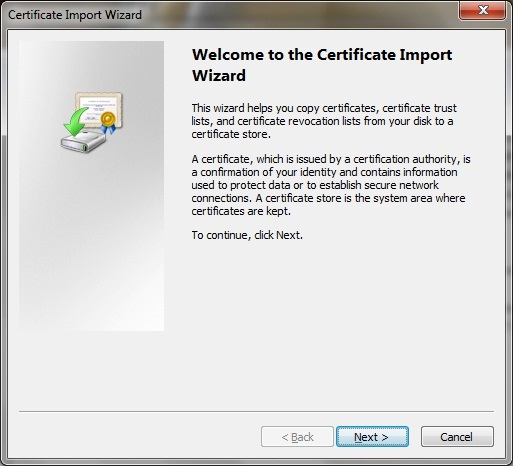 Certificate Import Wizard
Welcome to the Certificate Import
Wizard
This wizard helps you copy certificates, certificate trust
lists, and certificate revocation lists from your disk to a
certificate store.
A certificate, which is issued by a certification authority, is
a confirmation of your identity and contains information
used to protect data or to establish secure network
connections. A certificate store is the system area where
certificates are kept.
To continue, click Next.
< Back
Next >
Cancel